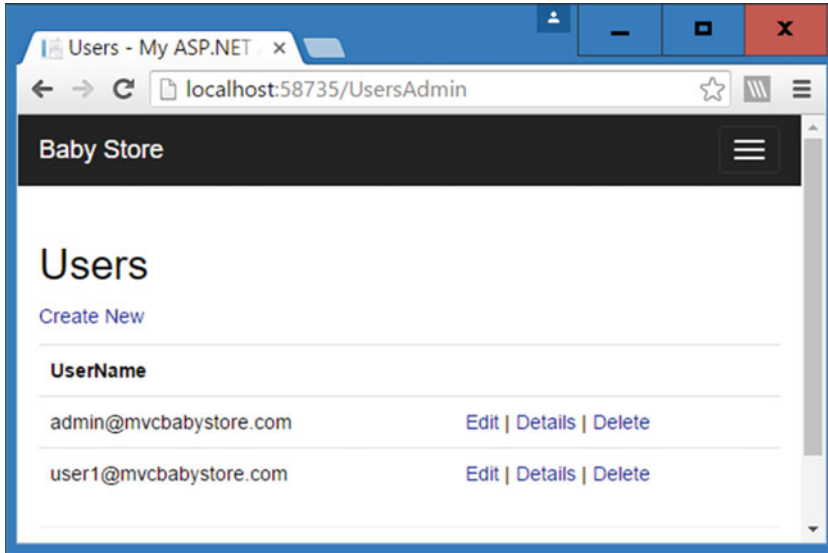 Users - My ASP.NET
localhost:58735/UsersAdmin
Baby Store
Users
Create New
UserName
admin@mvcbabystore.com Edit | Details | Delete
user1@mvcbabystore.com Edit | Details | Delete